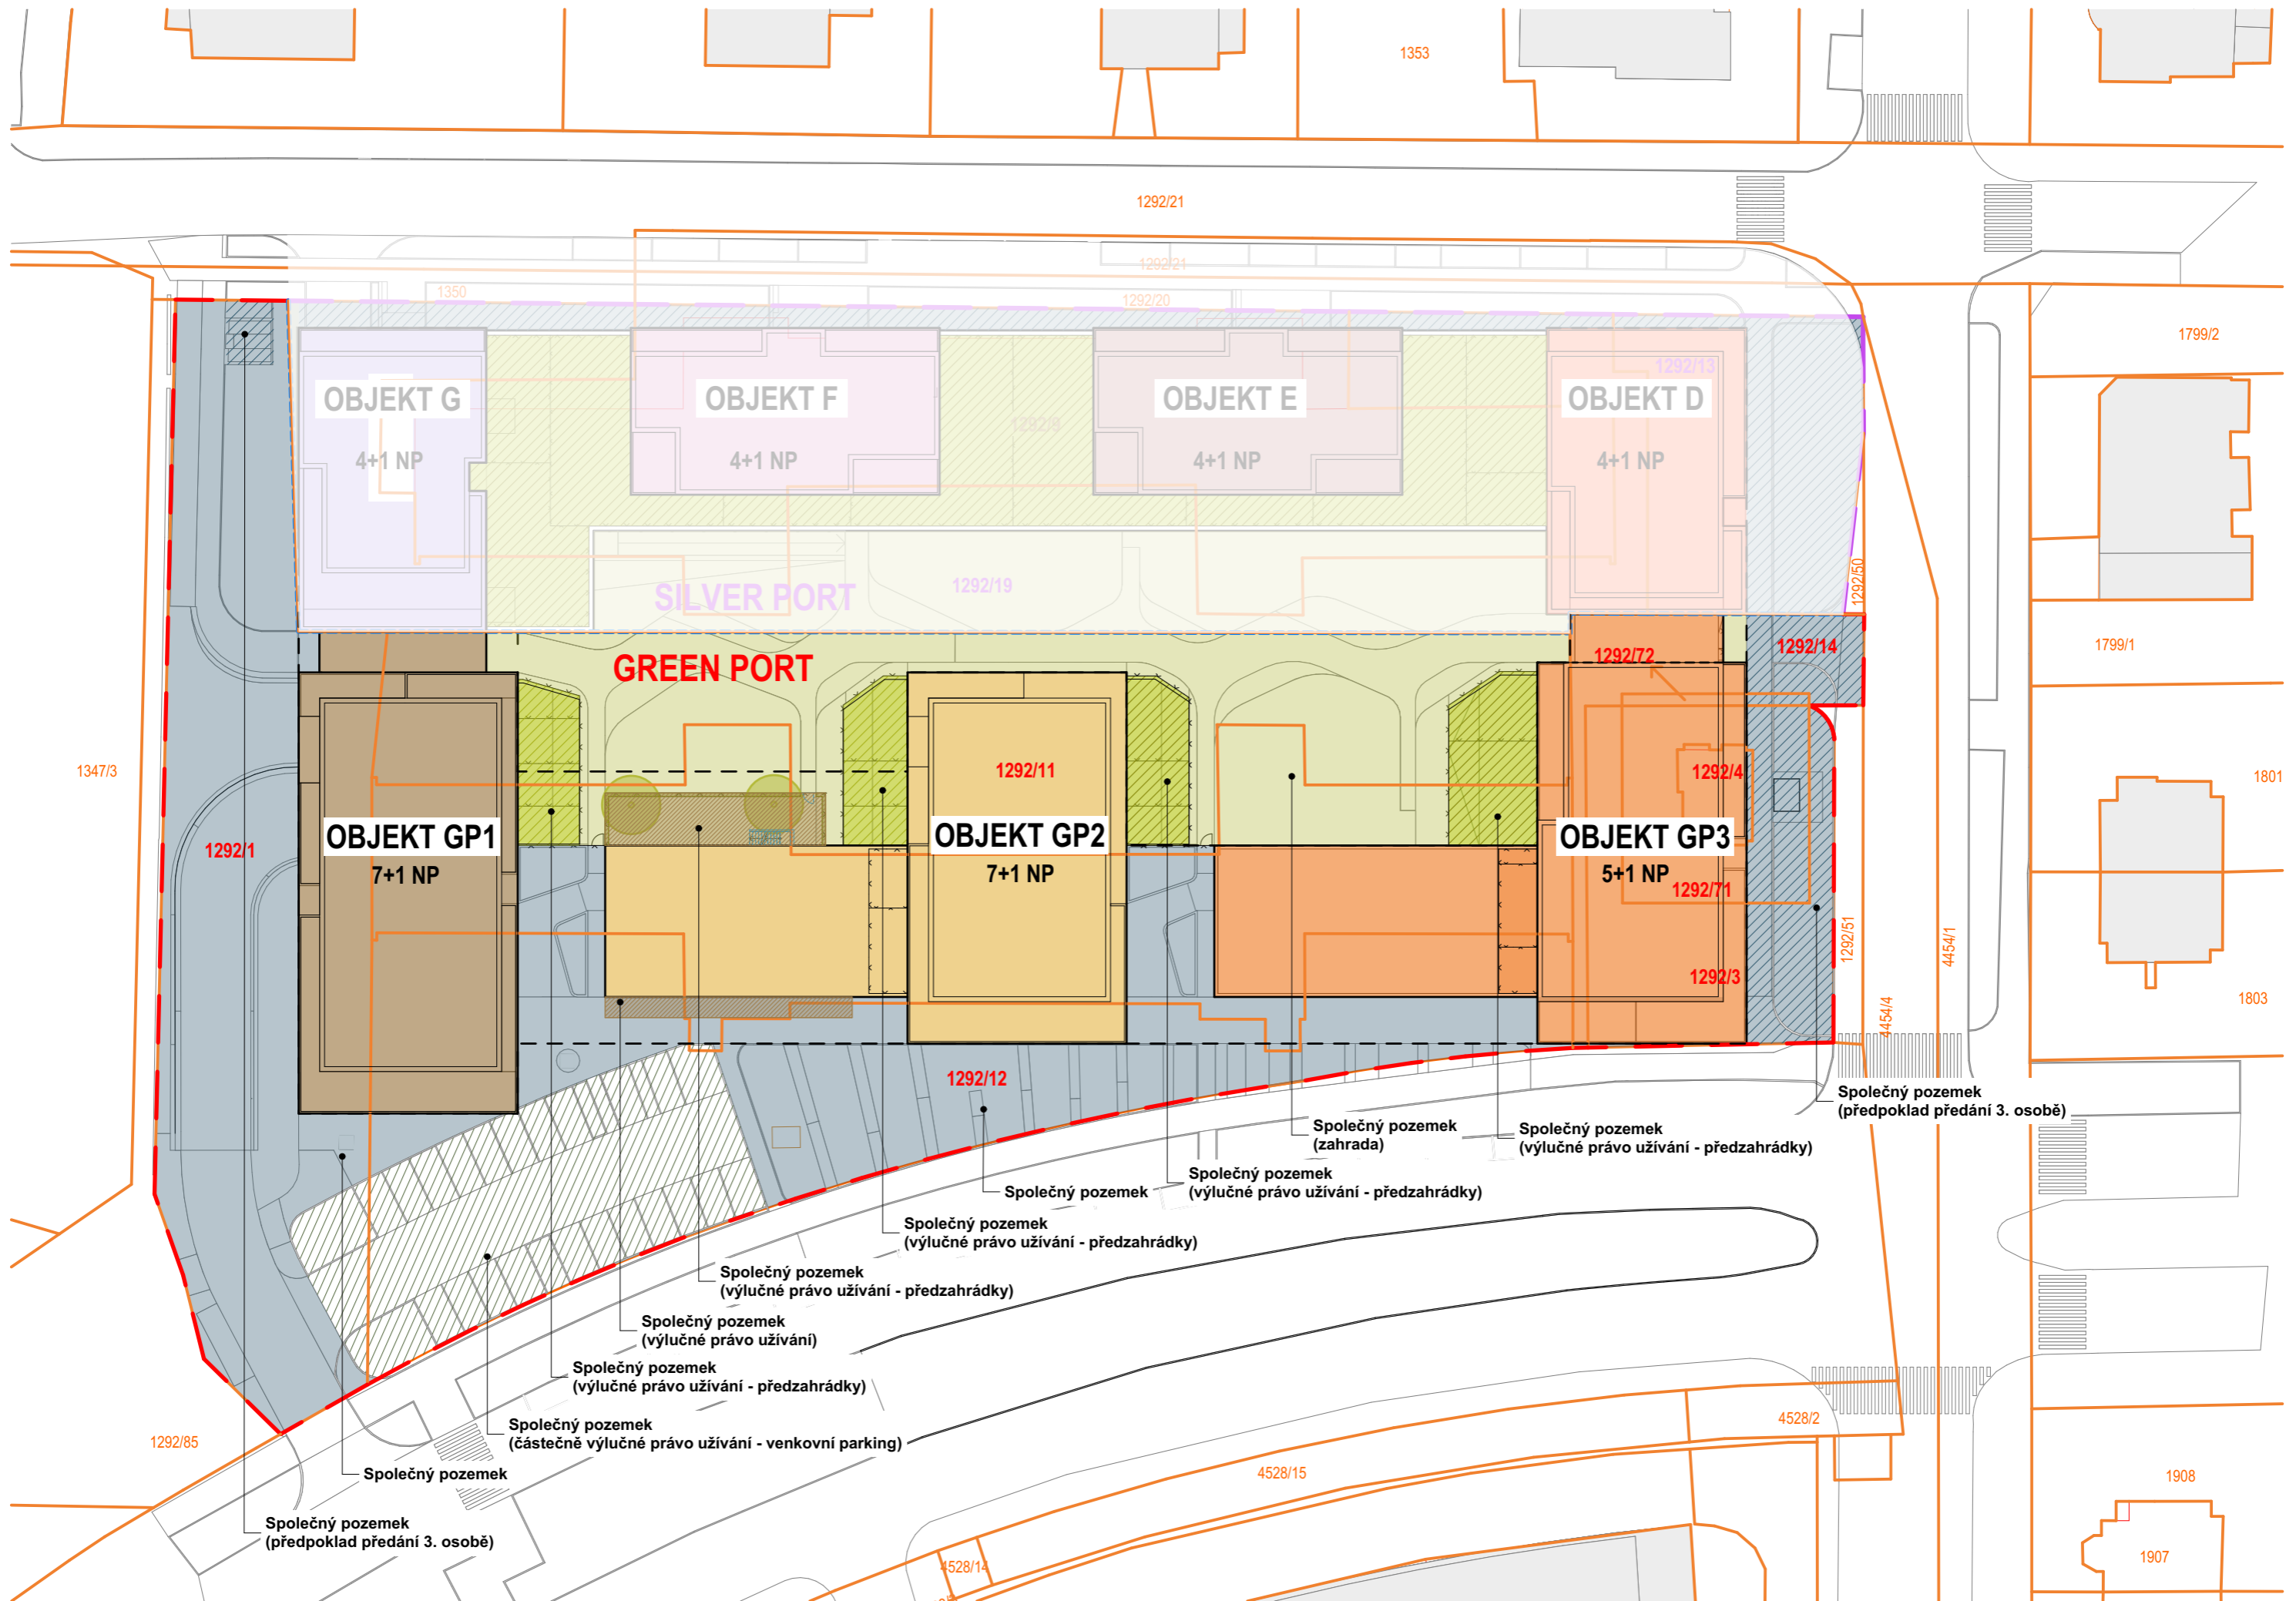 1353
1292/21
1292/21
1350
1292/20
1799/2
1292/13
OBJEKT G
OBJEKT F
OBJEKT E
OBJEKT D
1292/9
4+1 NP
4+1 NP
4+1 NP
4+1 NP
SILVER PORT
1292/19
1292/50
GREEN PORT
1292/72
1292/14
1799/1
1347/3
1292/11
1292/4
1801
OBJEKT GP1
7+1 NP
OBJEKT GP2
7+1 NP
OBJEKT GP3
5+1 NP
1292/1
1292/71
1292/51
4454/1
1292/3
1803
4454/4
1292/12
Společný pozemek
(předpoklad předání 3. osobě)
Společný pozemek
(zahrada)
Společný pozemek
(výlučné právo užívání - předzahrádky)
Společný pozemek
(výlučné právo užívání - předzahrádky)
Společný pozemek
Společný pozemek
(výlučné právo užívání - předzahrádky)
Společný pozemek
(výlučné právo užívání - předzahrádky)
Společný pozemek
(výlučné právo užívání)
Společný pozemek
(výlučné právo užívání - předzahrádky)
Společný pozemek
(částečně výlučné právo užívání - venkovní parking)
Společný pozemek
Společný pozemek
(předpoklad předání 3. osobě)
1292/85
4528/2
4528/15
1908
4528/14
1907